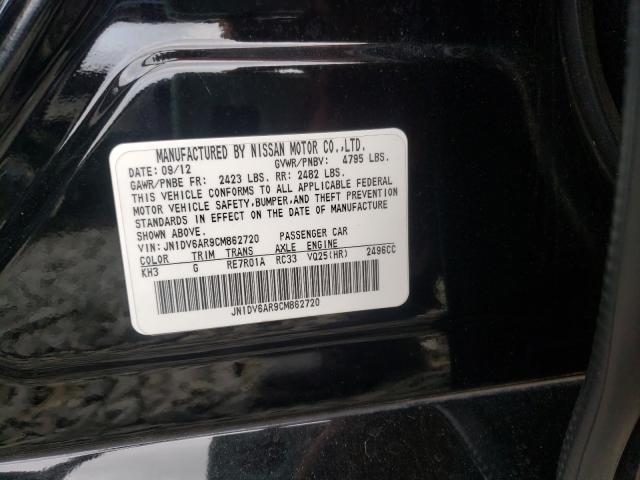 MANUFACTURED BY NISSAN MOTOR CO.,LTD.
DATE: 09/12 GVWR/PNBV: 4795 LBS.
GAWR/PNBE FR: 2423 LBS. RR: 2482 LBS.
THIS VEHICLE CONFORMS TO ALL APPLICABLE FEDERAL
MOTOR VEHICLE SAFETY,BUMPER,AND THEFT PREVENTION
STANDARDS IN EFFECT ON THE DATE OF MANUFACTURE
SHOWN ABOVE.
VIN:JN1DV6AR9CM862720 PASSENGER CAR
COLOR TRIM TRANS AXLE ENGINE
KH3 G RE7R01A RC33 VQ25(HR) 2496CC
JN1DV6AR9CM862720